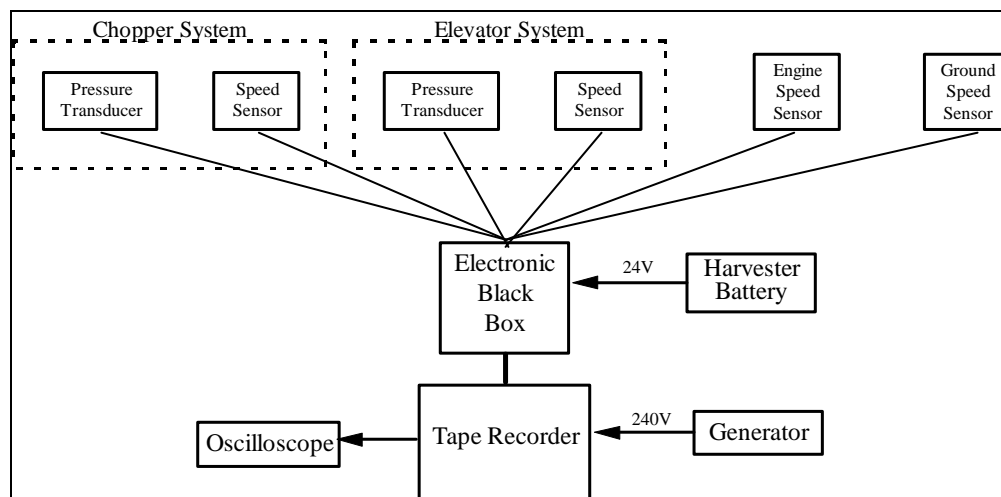 Chopper System
Elevator System
Pressure
Transducer
Speed
Sensor
Pressure
Transducer
Speed
Sensor
Engine
Speed
Sensor
Ground
Speed
Sensor
Electronic
Black
Box
24V
Harvester
Battery
Oscilloscope
Tape Recorder
240V
Generator